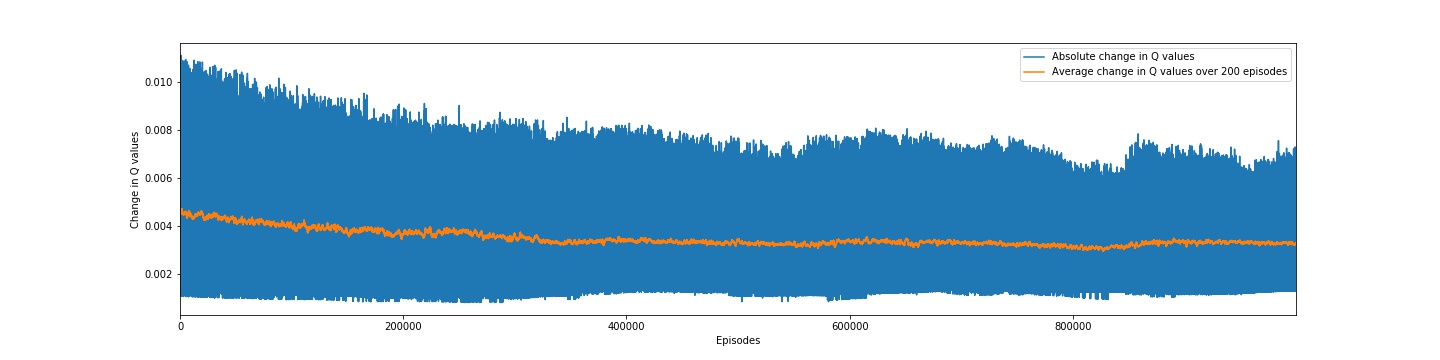 Absolute change in Q values
Average change in Q values over 200 episodes
Change in Q values
0.010
0.008
0.006
0.004
0.002
0
200000
400000
600000
800000
Episodes